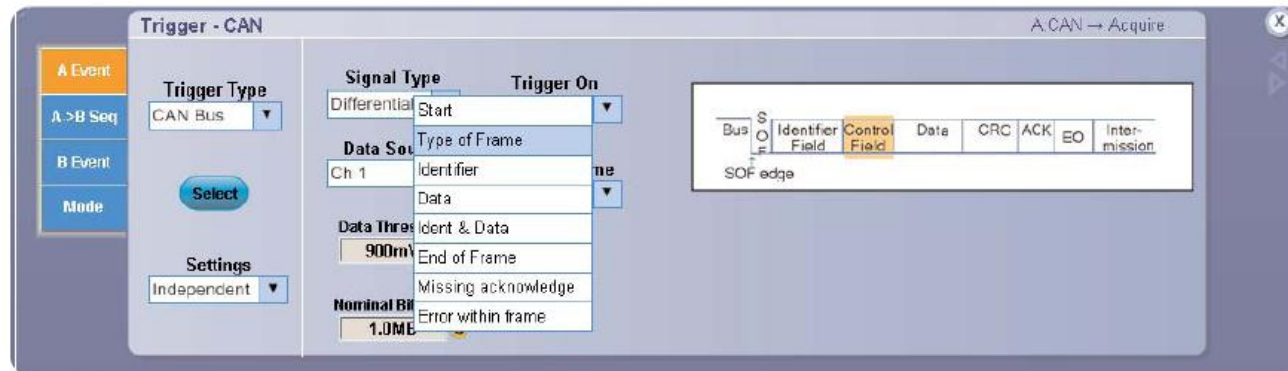 Trigger - CAN
A:CAN → Acquire
A Event
A->B Seq
B Event
Mode
Trigger Type
CAN Bus
Select
Settings
Independent
Signal Type
Differential
Data
Ch 1
Data
900mV
Nominal
1.0MB
Trigger On
Start
Type of Frame
Identifier
Data
Ident & Data
End of Frame
Missing acknowledge
Error within frame
Bus
SOF
Identifier Field
Control Field
Data
CRC
ACK
EO
Inter-
mission
SOF edge